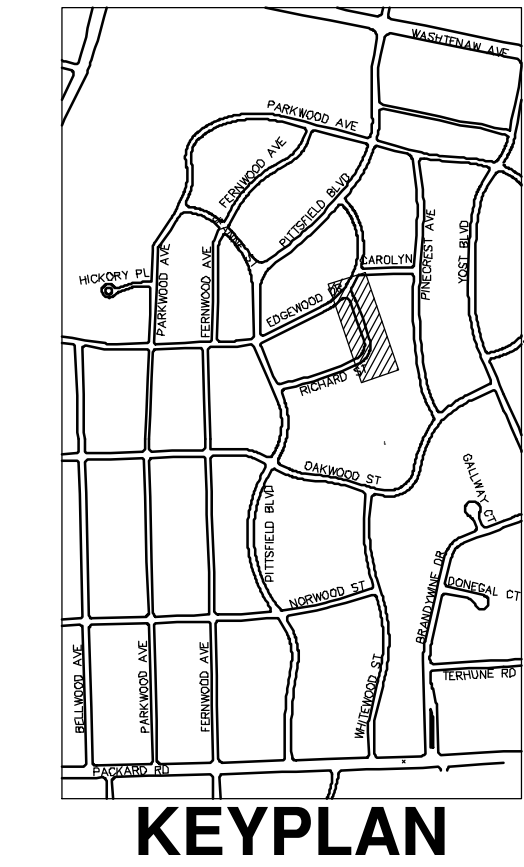 WASHTENAW AVE
PARKWOOD AVE
FERNWOOD AVE
PITTSFIELD BLVD
PINECREST AVE
YOST BLVD
CAROLYN
HICKORY PL
PARKWOOD AVE
FERNWOOD AVE
EDGEWOOD DR
RICHARD ST
OAKWOOD ST
GALLWAY CT
PITTSFIELD BLVD
BRANDYWINE DR
DONEGAL CT
NORWOOD ST
BELLWOOD AVE
PARKWOOD AVE
FERNWOOD AVE
WHITEWOOD ST
TERHUNE RD
PACKARD RD
KEYPLAN